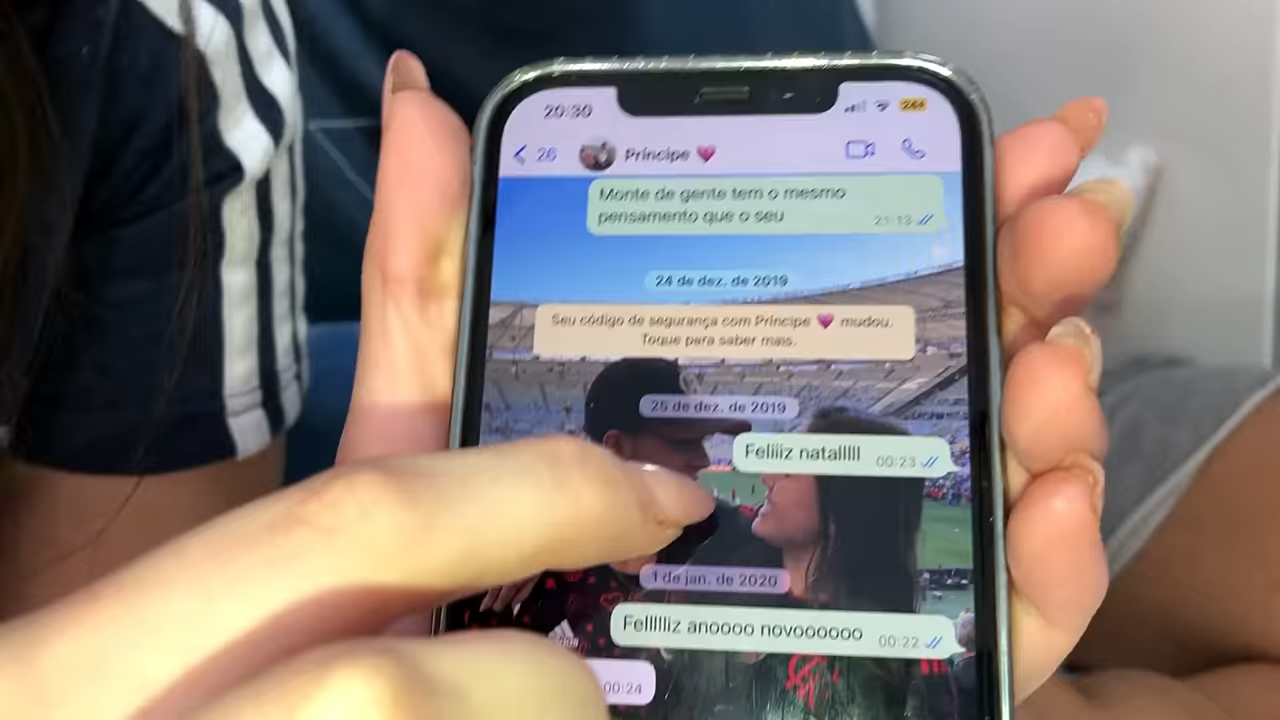 20:30
26
Príncipe
Monte de gente tem o mesmo
pensamento que o seu
21:13
24 de dez. de 2019
Seu código de segurança com Príncipe mudou.
Toque para saber mais.
25 de dez. de 2019
Feliiiz natalllll
00:23
1 de jan. de 2020
Felllllliz anoooo novoooooo
00:22
00:24